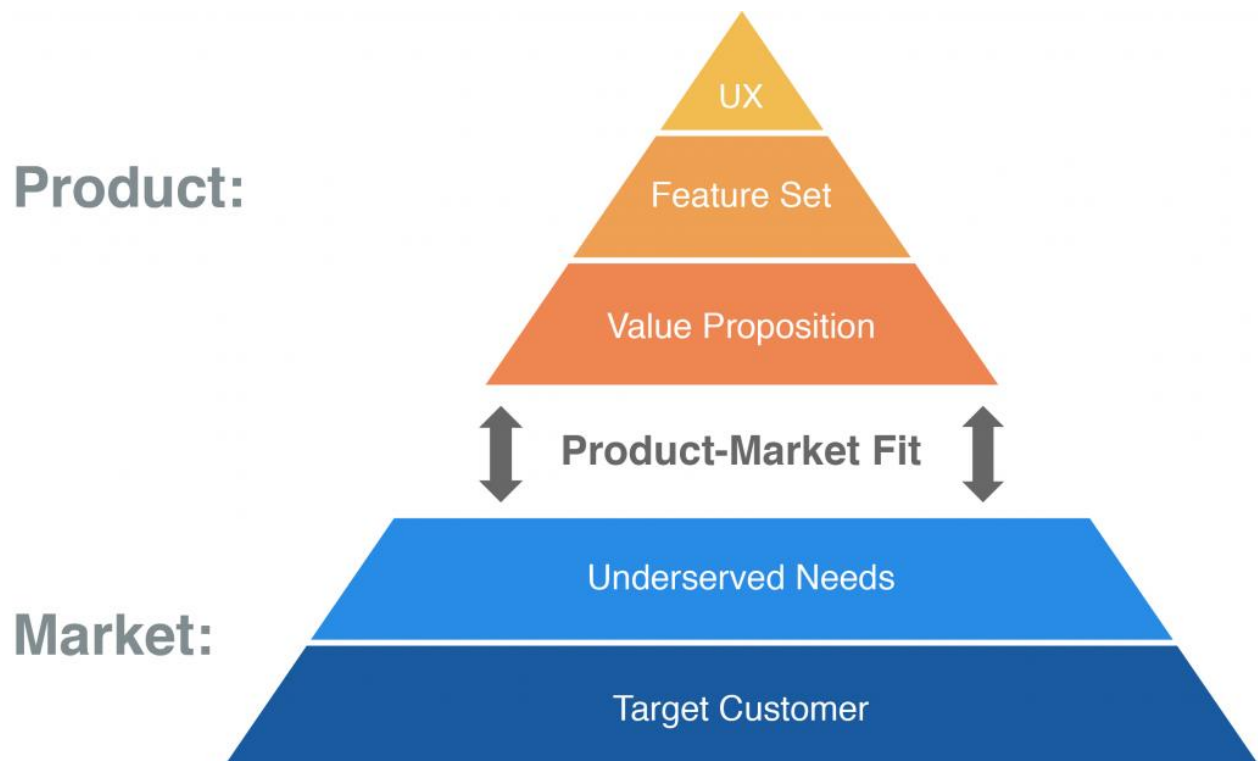 UX
Product:
Feature Set
Value Proposition
Product-Market Fit
Underserved Needs
Market:
Target Customer